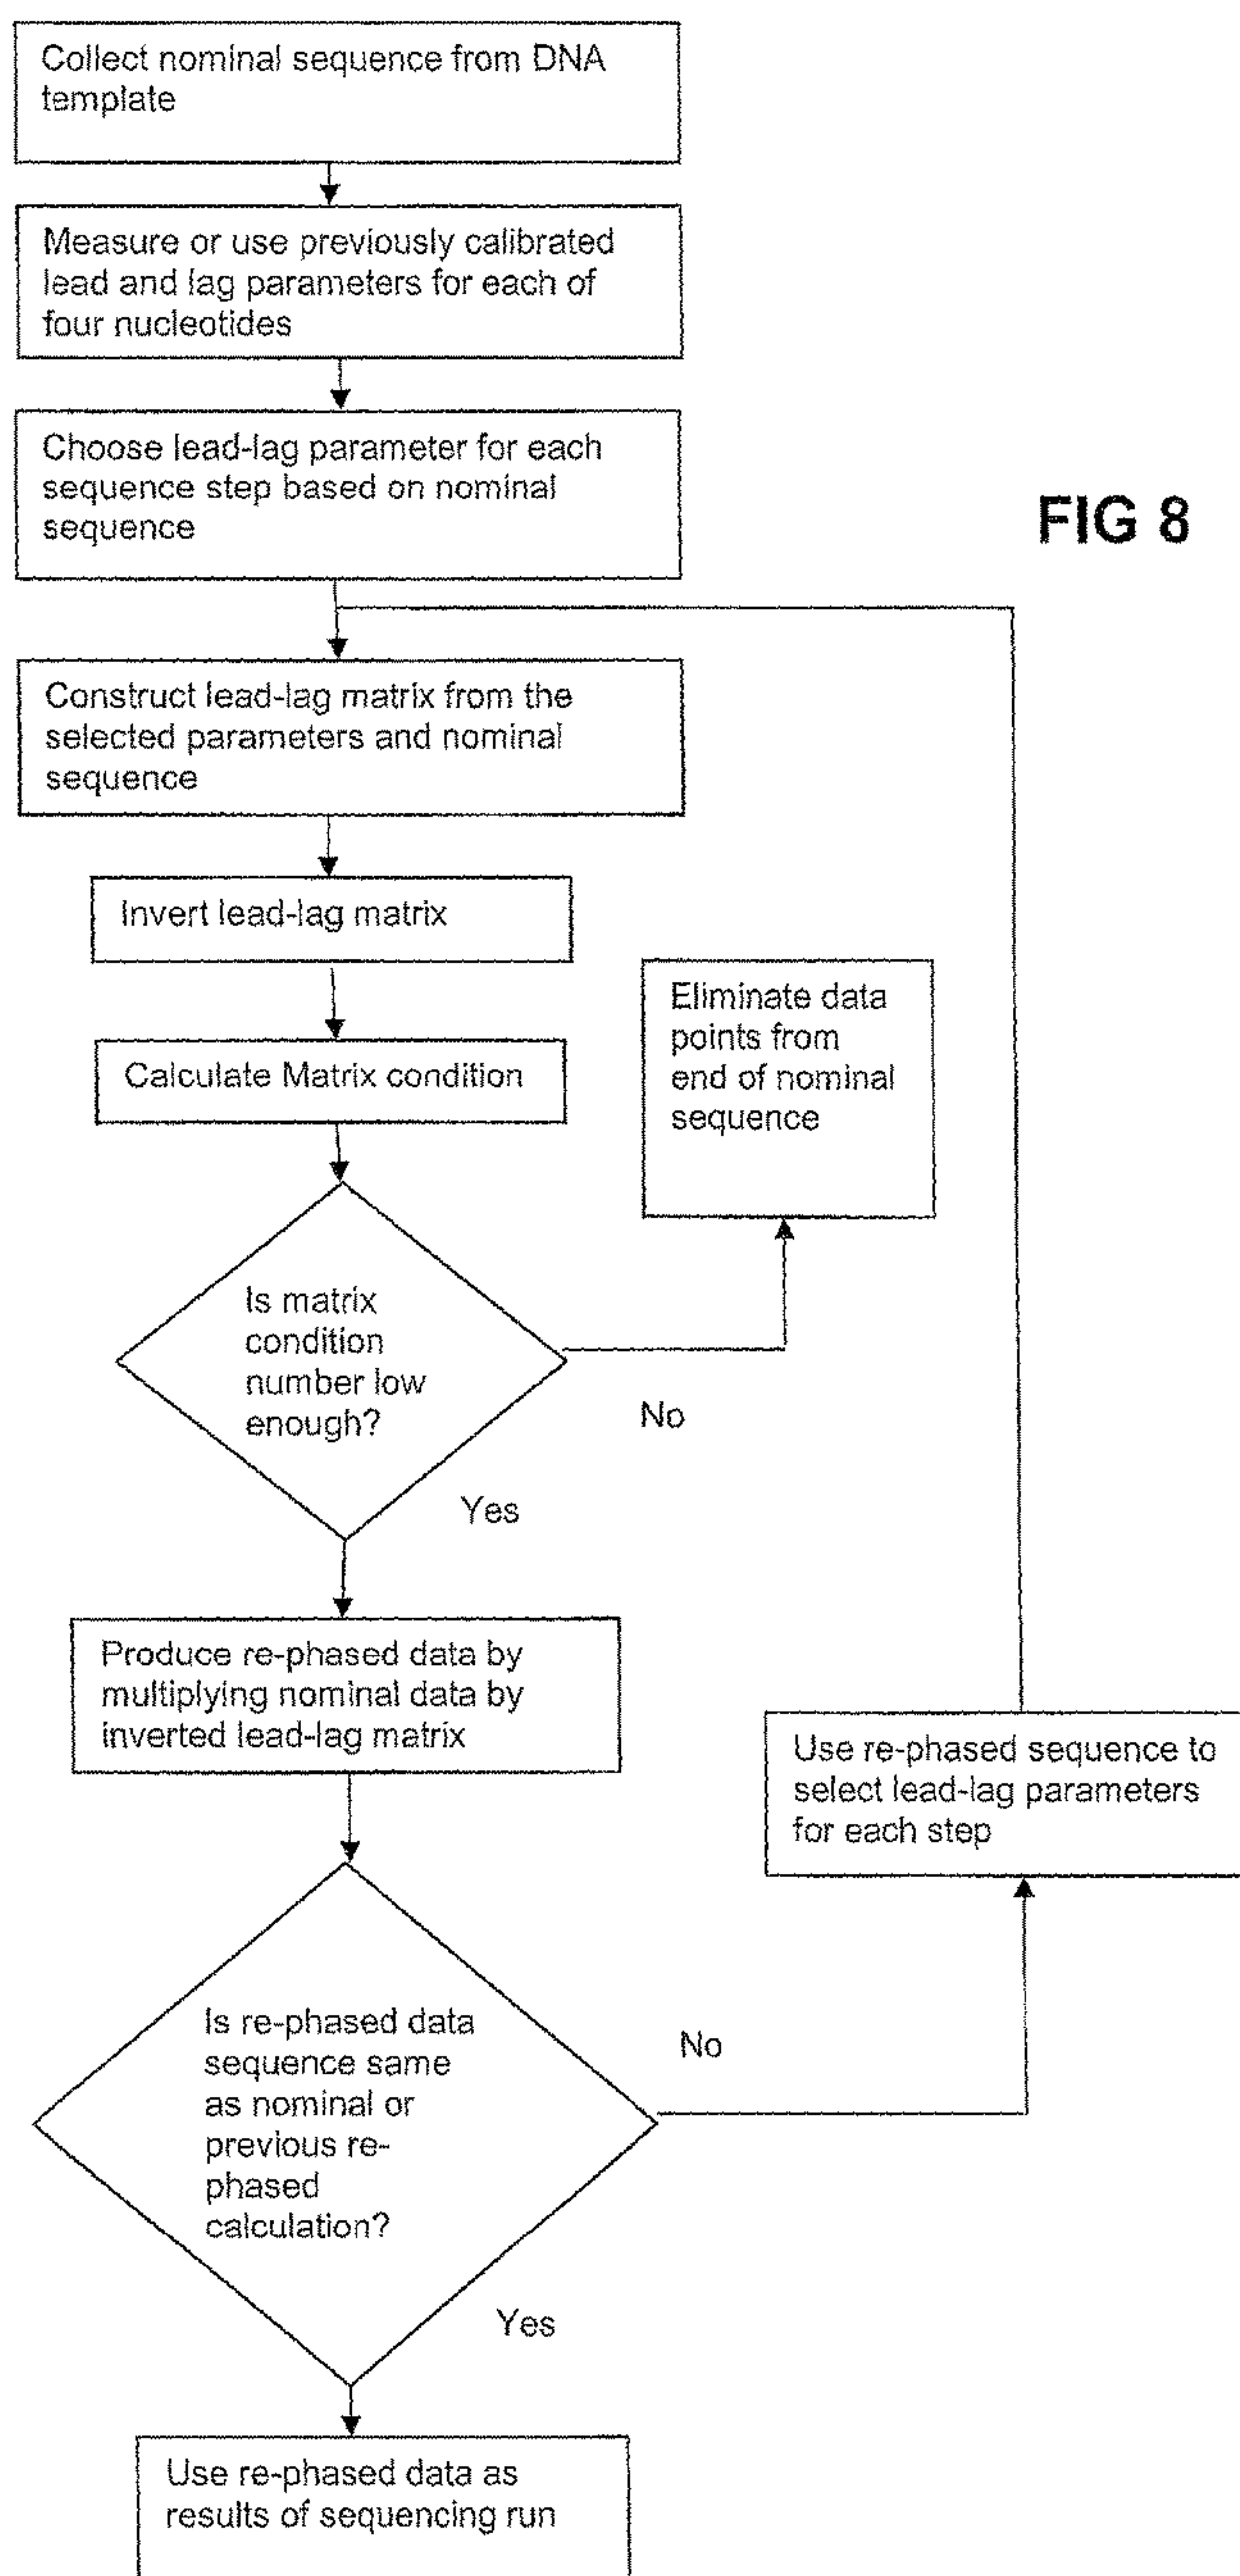 Collect nominal sequence from DNA
template
Measure or use previously calibrated
lead and lag parameters for each of
four nucleotides
Choose lead-lag parameter for each
sequence step based on nominal
sequence
FIG 8
Construct lead-lag matrix from the
selected parameters and nominal
sequence
Invert lead-lag matrix
Eliminate data
points from
end of nominal
sequence
Calculate Matrix condition
Is matrix
condition
number low
enough?
No
Yes
Produce re-phased data by
multiplying nominal data by
inverted lead-lag matrix
Use re-phased sequence to
select lead-lag parameters
for each step
Is re-phased data
sequence same
as nominal or
previous re-
phased
calculation?
No
Yes
Use re-phased data as
results of sequencing run